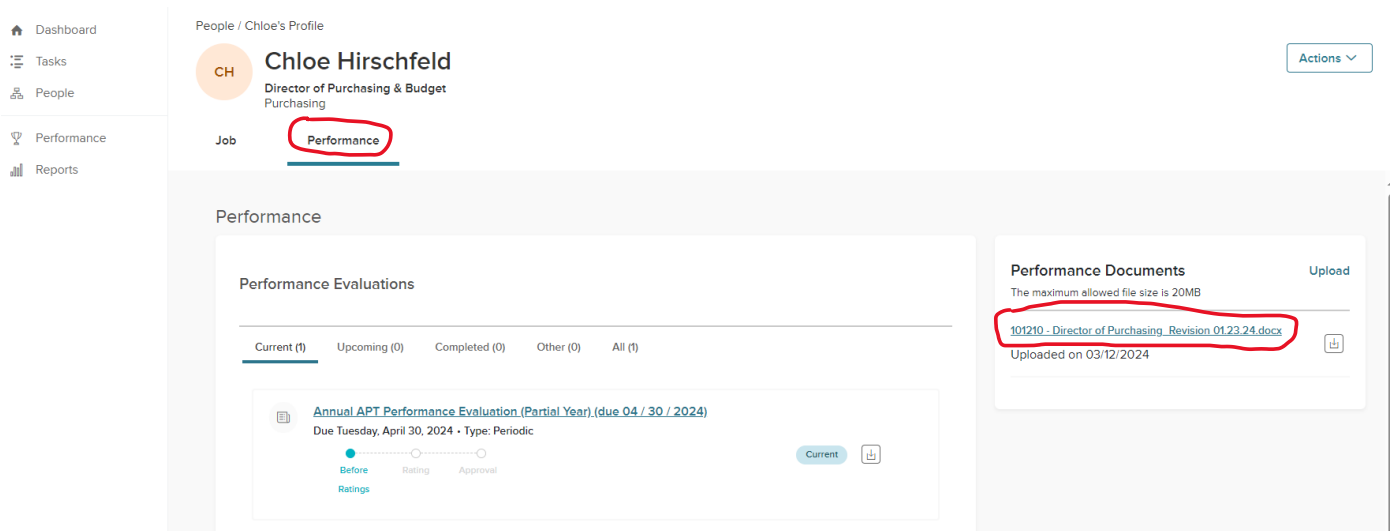 Dashboard
Tasks
People
Performance
Reports
People / Chloe's Profile
CH
Chloe Hirschfeld
Director of Purchasing & Budget
Purchasing
Actions
Job
Performance
Performance
Performance Evaluations
Current (1)
Upcoming (0)
Completed (0)
Other (0)
All (1)
Annual APT Performance Evaluation (Partial Year) (due 04 / 30 / 2024)
Due Tuesday, April 30, 2024 • Type: Periodic
Before
Ratings
Rating
Approval
Current
Performance Documents
Upload
The maximum allowed file size is 20MB
101210 - Director of Purchasing_Revision 01.23.24.docx
Uploaded on 03/12/2024